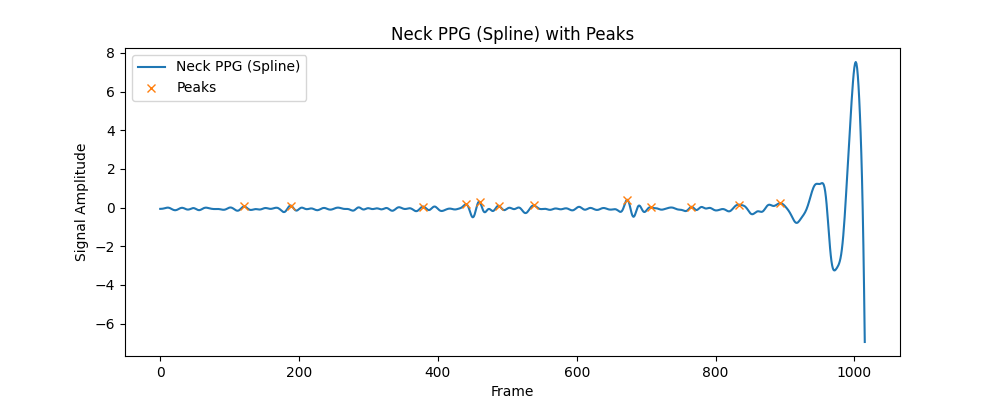 Neck PPG (Spline) with Peaks
Neck PPG (Spline)
Peaks
Signal Amplitude
8
6
4
2
0
−2
−4
−6
0 200 400 600 800 1000
Frame